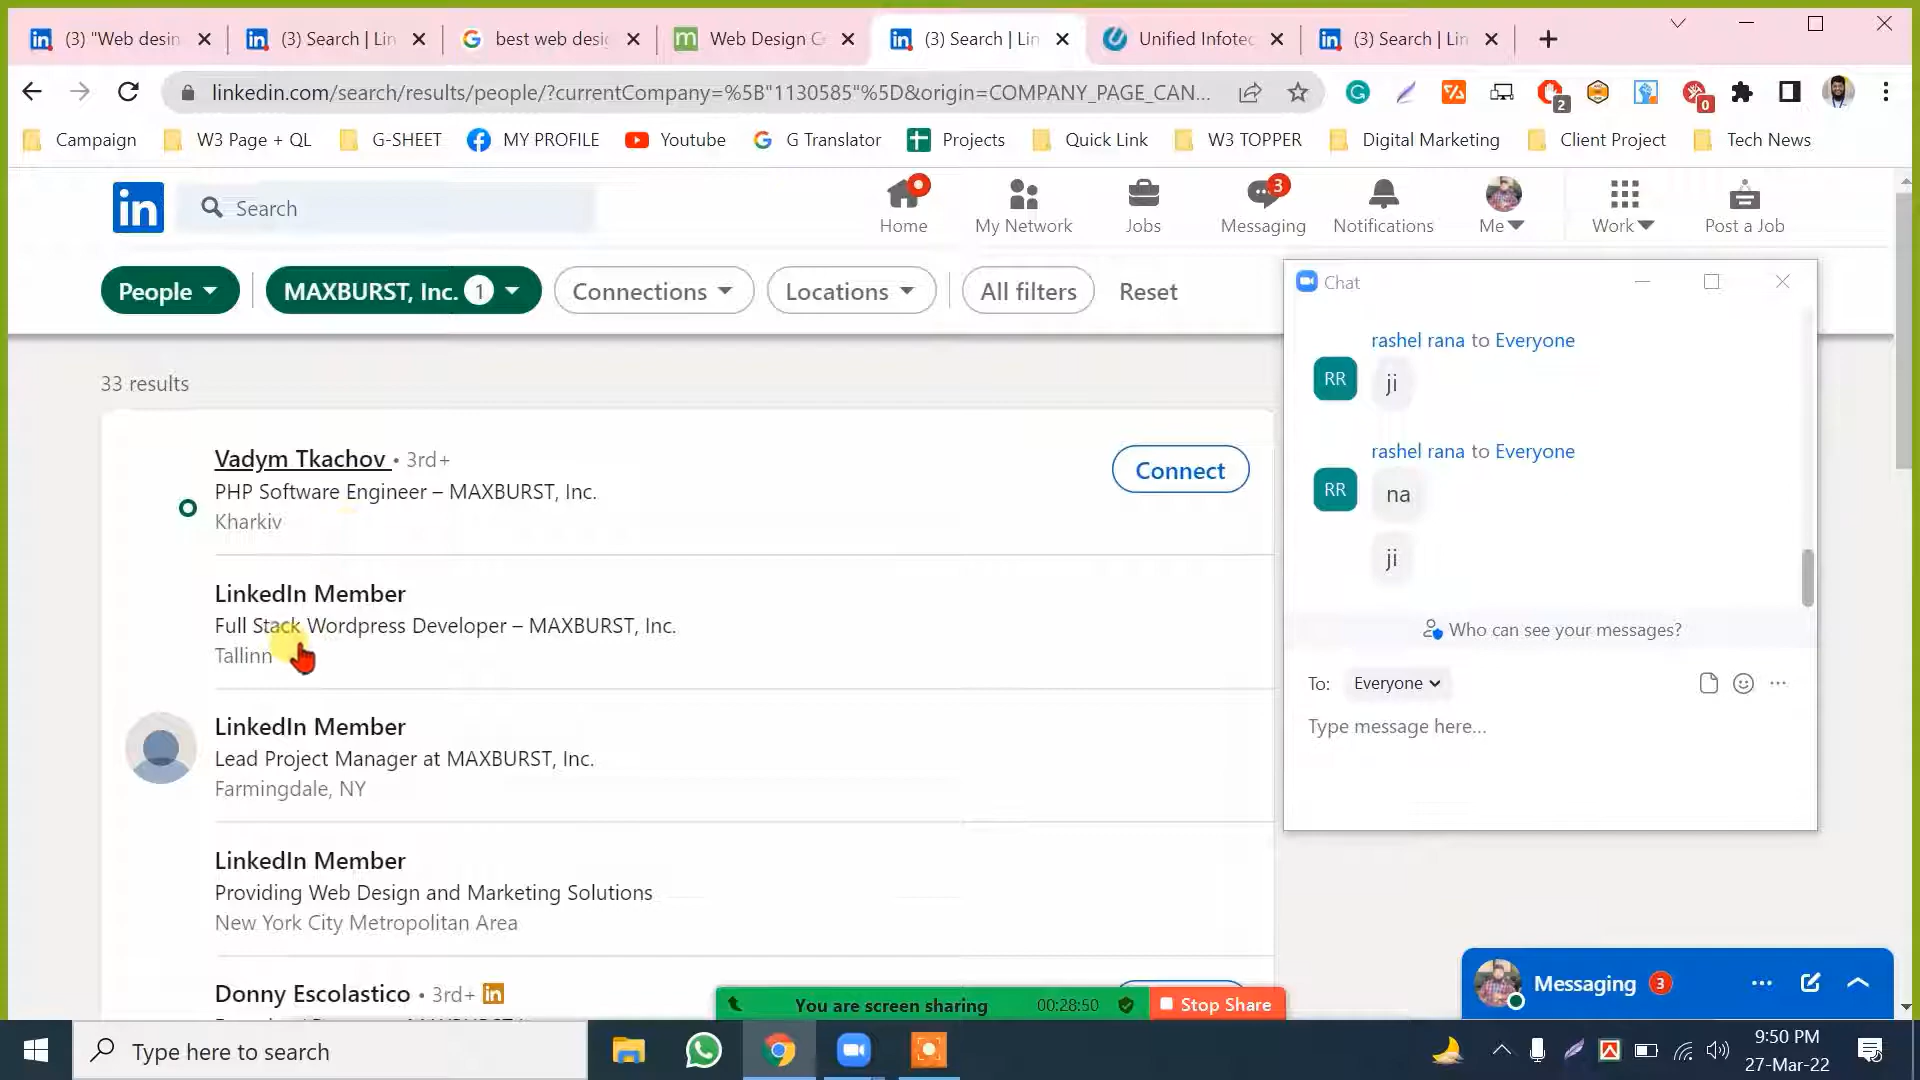 (3) "Web desin
(3) Search | Lin
best web desig
Web Design Co
(3) Search | Lin
Unified Infotec
(3) Search | Lin
linkedin.com/search/results/people/?currentCompany=%5B"1130585"%5D&origin=COMPANY_PAGE_CAN...
2
0
Campaign
W3 Page + QL
G-SHEET
MY PROFILE
Youtube
G Translator
Projects
Quick Link
W3 TOPPER
Digital Marketing
Client Project
Tech News
in
Search
Home
My Network
Jobs
3
Messaging
Notifications
Me
Work
Post a Job
People
MAXBURST, Inc. 1
Connections
Locations
All filters
Reset
33 results
Vadym Tkachov • 3rd+
PHP Software Engineer – MAXBURST, Inc.
Kharkiv
Connect
LinkedIn Member
Full Stack Wordpress Developer – MAXBURST, Inc.
Tallinn
LinkedIn Member
Lead Project Manager at MAXBURST, Inc.
Farmingdale, NY
LinkedIn Member
Providing Web Design and Marketing Solutions
New York City Metropolitan Area
Donny Escolastico • 3rd+ in
Chat
rashel rana to Everyone
RR
ji
rashel rana to Everyone
RR
na
ji
Who can see your messages?
To: Everyone
Type message here...
Messaging 3
You are screen sharing
00:28:50
Stop Share
Type here to search
9:50 PM
27-Mar-22